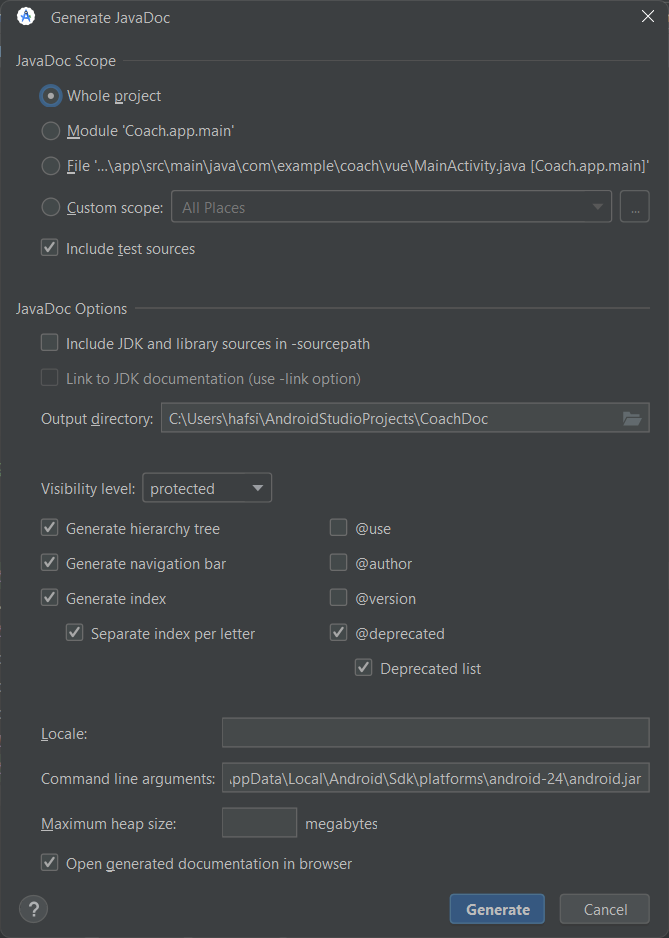 Generate JavaDoc
JavaDoc Scope
Whole project
Module 'Coach.app.main'
File '...\app\src\main\java\com\example\coach\vue\MainActivity.java [Coach.app.main]'
Custom scope: All Places ...
Include test sources
JavaDoc Options
Include JDK and library sources in -sourcepath
Link to JDK documentation (use -link option)
Output directory: C:\Users\hafsi\AndroidStudioProjects\CoachDoc
Visibility level: protected
Generate hierarchy tree @use
Generate navigation bar @author
Generate index @version
Separate index per letter @deprecated
Deprecated list
Locale:
Command line arguments: \ppData\Local\Android\Sdk\platforms\android-24\android.jar
Maximum heap size: megabytes
Open generated documentation in browser
? Generate Cancel